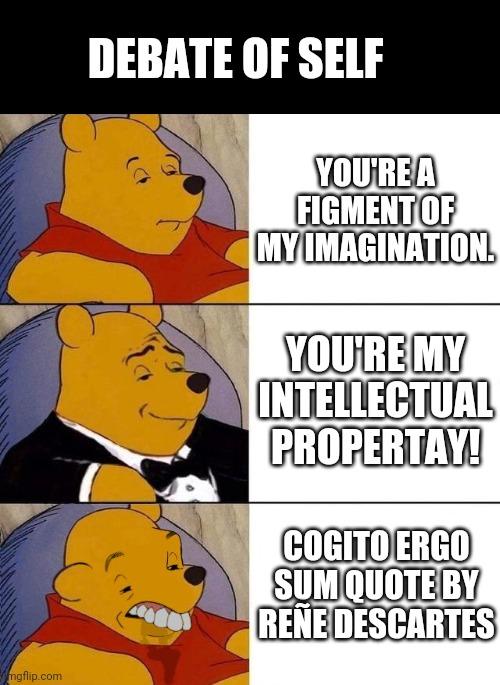 DEBATE OF SELF
YOU'RE A
FIGMENT OF
MY IMAGINATION.
YOU'RE MY
INTELLECTUAL
PROPERTAY!
COGITO ERGO
SUM QUOTE BY
REÑE DESCARTES
imgflip.com